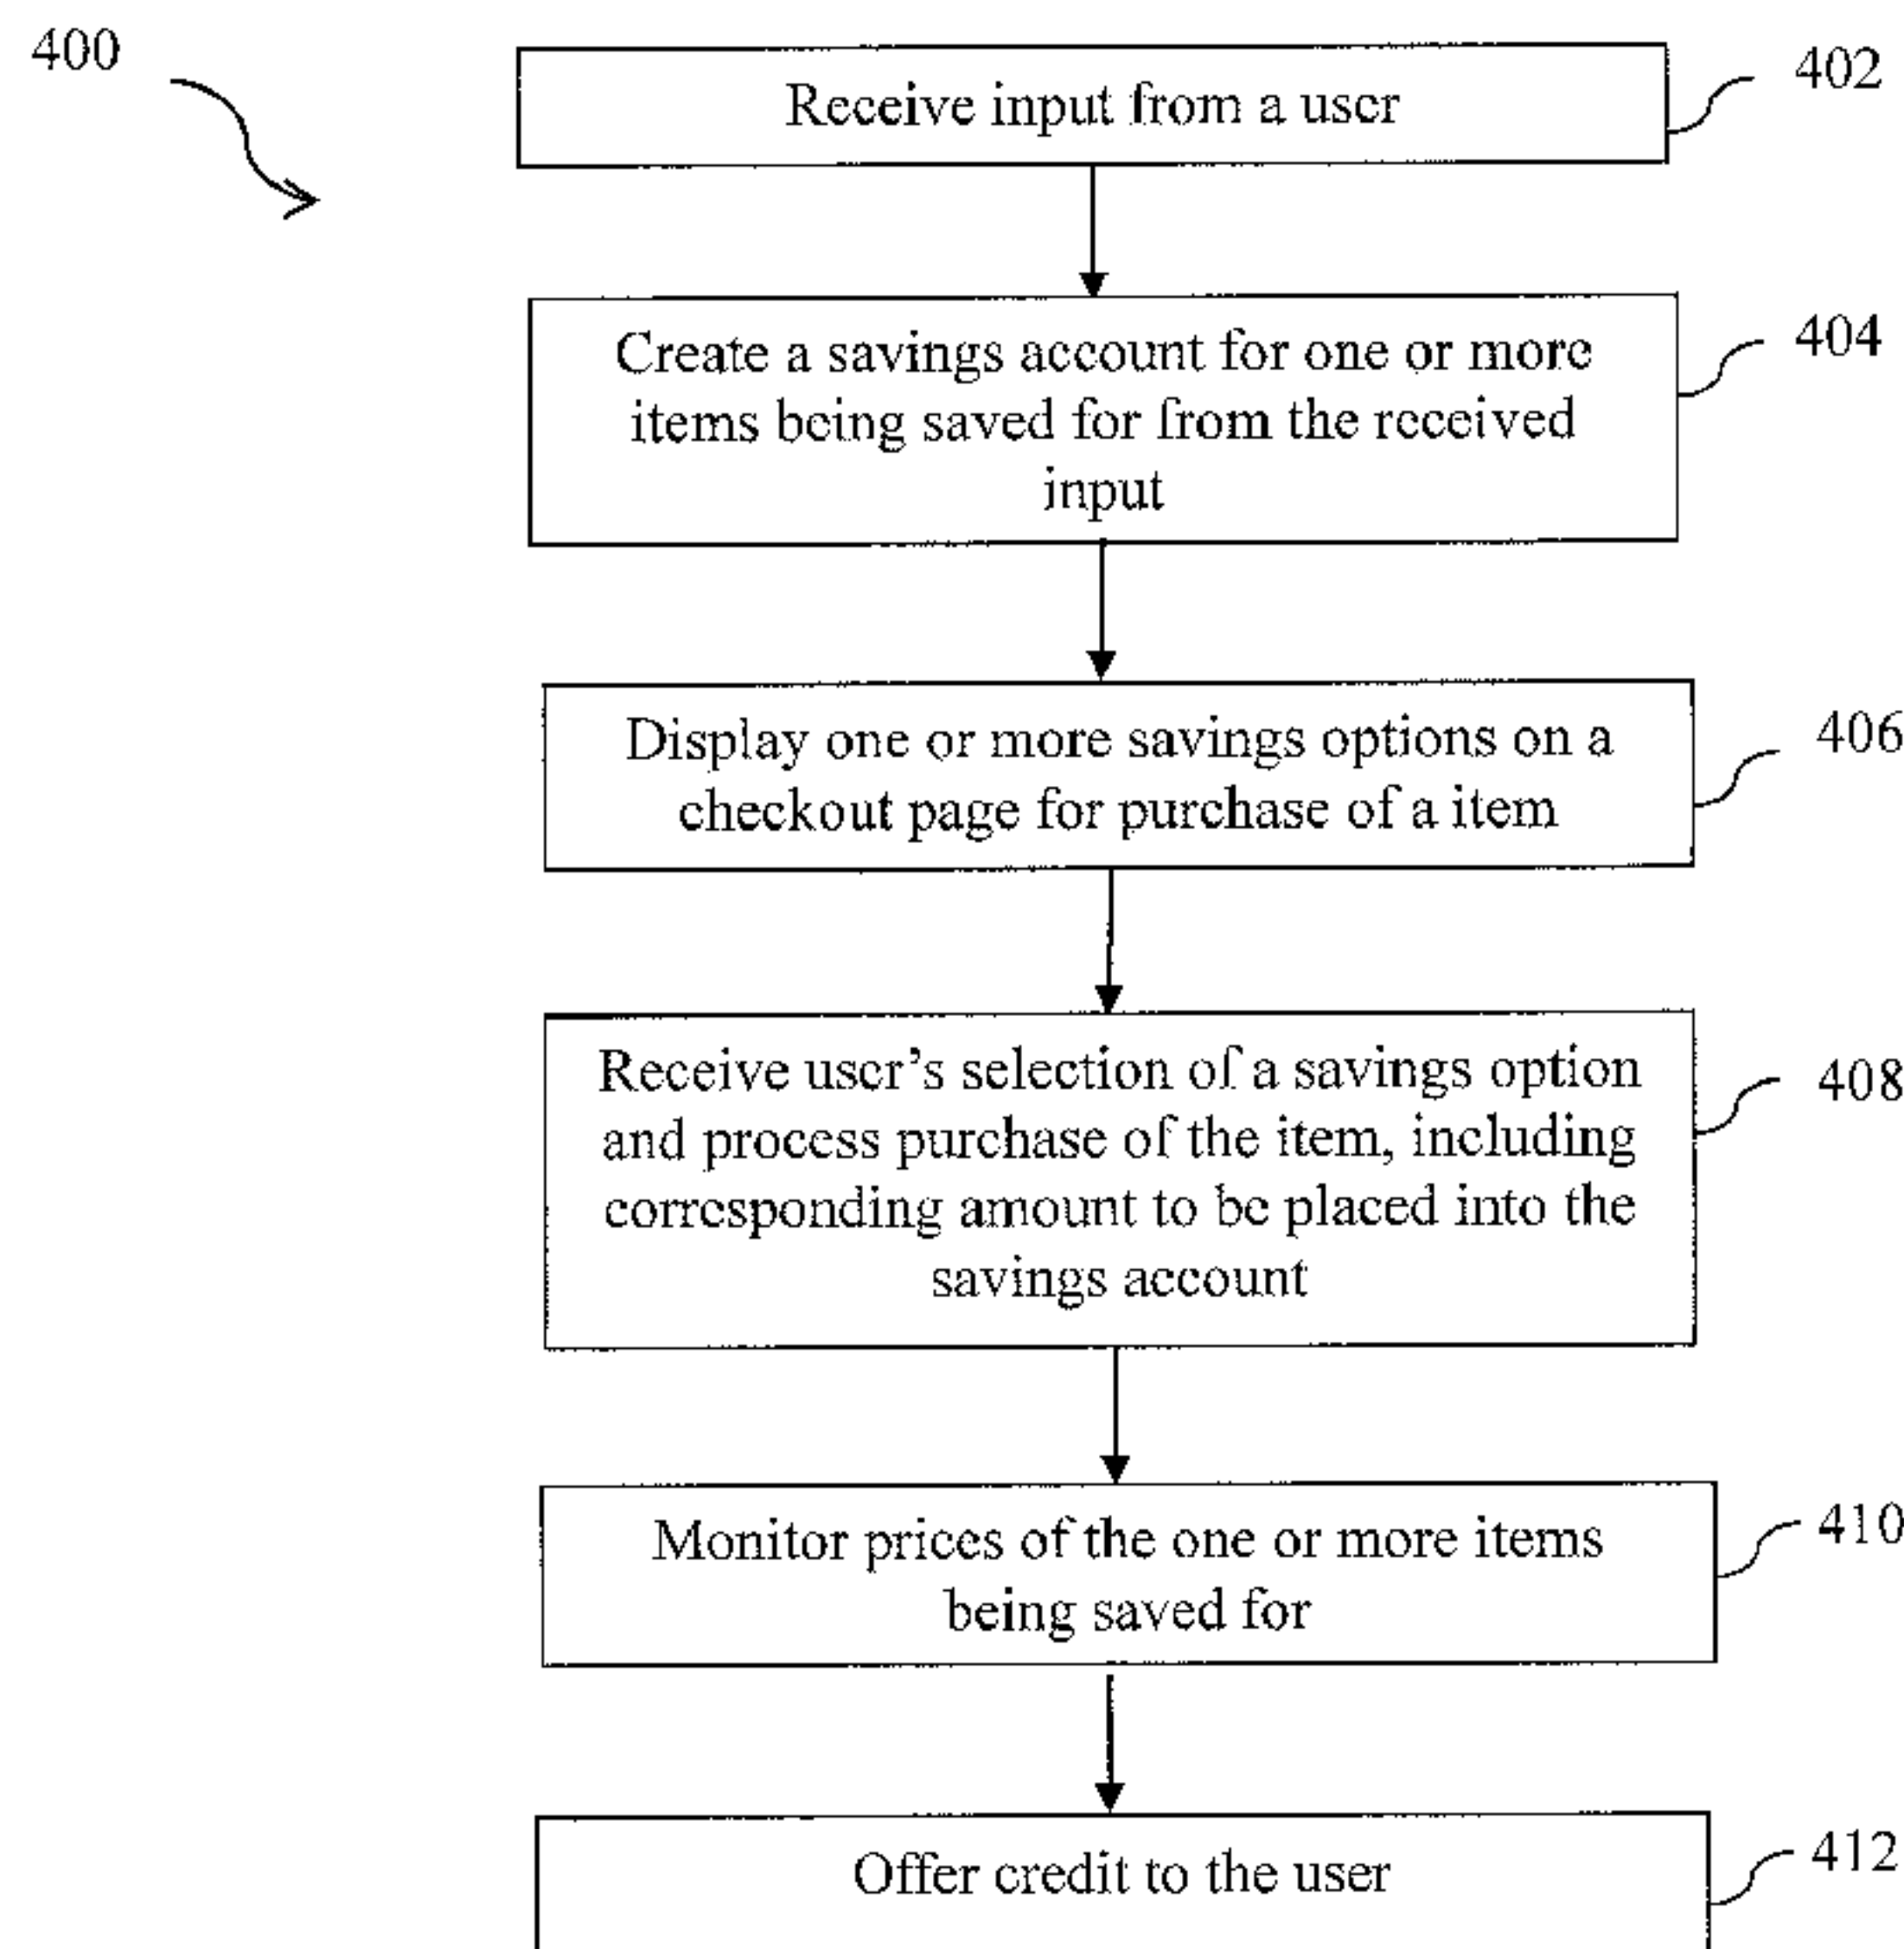 400
Receive input from a user
402
Create a savings account for one or more
items being saved for from the received
input
404
Display one or more savings options on a
checkout page for purchase of a item
406
Receive user's selection of a savings option
and process purchase of the item, including
corresponding amount to be placed into the
savings account
408
Monitor prices of the one or more items
being saved for
410
Offer credit to the user
412